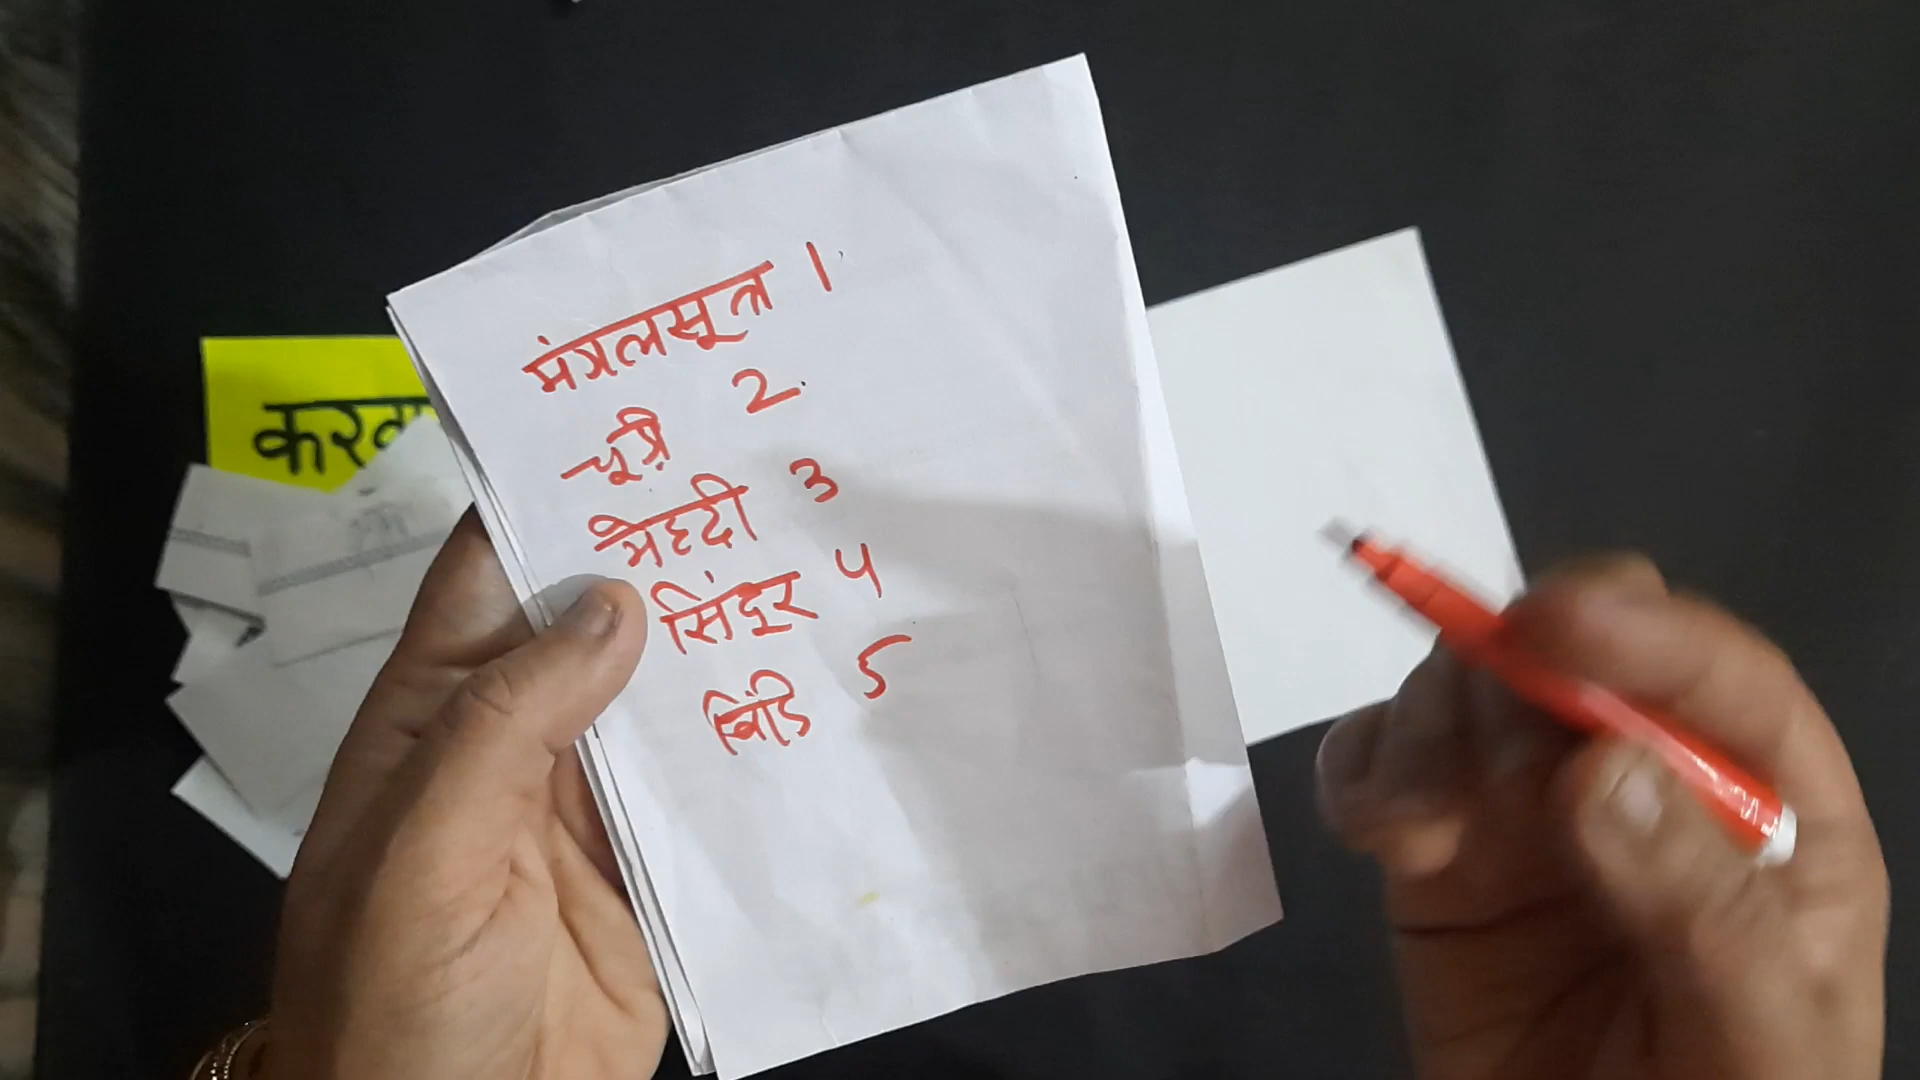 मंगलसूत्र 1
चूड़ी 2
मेहदी 3
सिंदूर 4
बिंदि 5
करवा